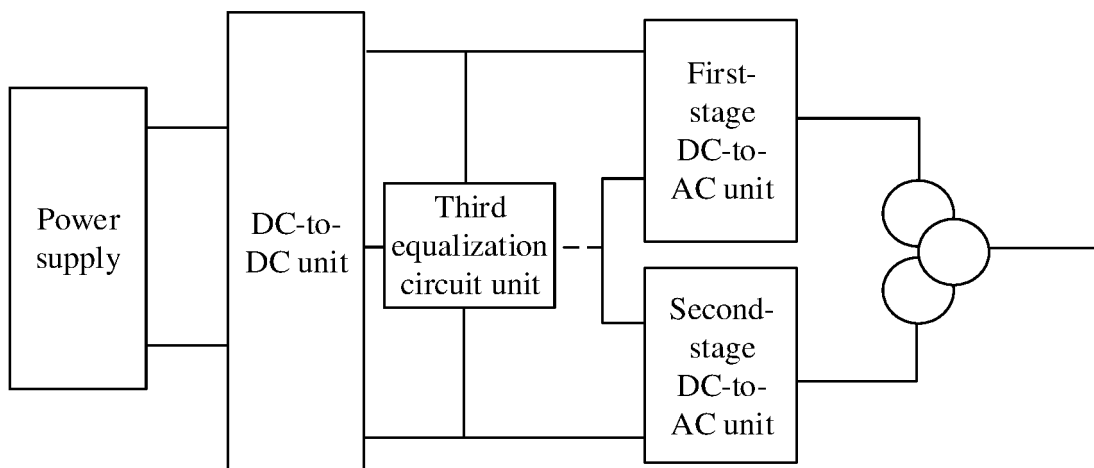 Power
supply
DC-to-
DC unit
Third
equalization
circuit unit
First-
stage
DC-to-
AC unit
Second-
stage
DC-to-
AC unit